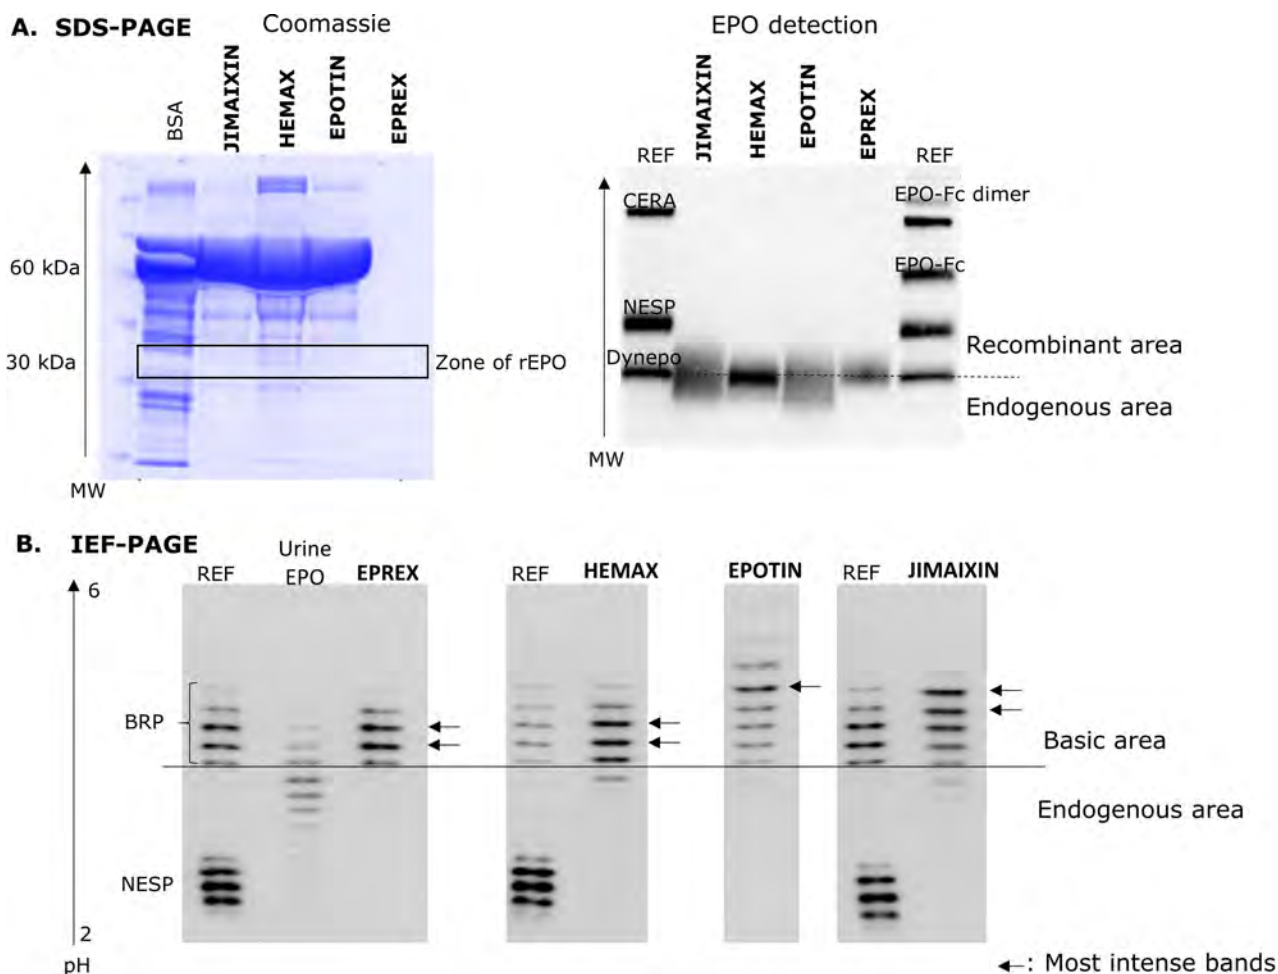 A. SDS-PAGE
Coomassie
BSA
JIMAIXIN
HEMAX
EPOTIN
EPREX
60 kDa
30 kDa
Zone of rEPO
MW
EPO detection
REF
JIMAIXIN
HEMAX
EPOTIN
EPREX
REF
CERA
NESP
Dynepo
EPO-Fc dimer
EPO-Fc
Recombinant area
Endogenous area
MW
B. IEF-PAGE
6
2
pH
REF
Urine
EPO
EPREX
REF
HEMAX
EPOTIN
REF
JIMAIXIN
BRP
NESP
Basic area
Endogenous area
←: Most intense bands